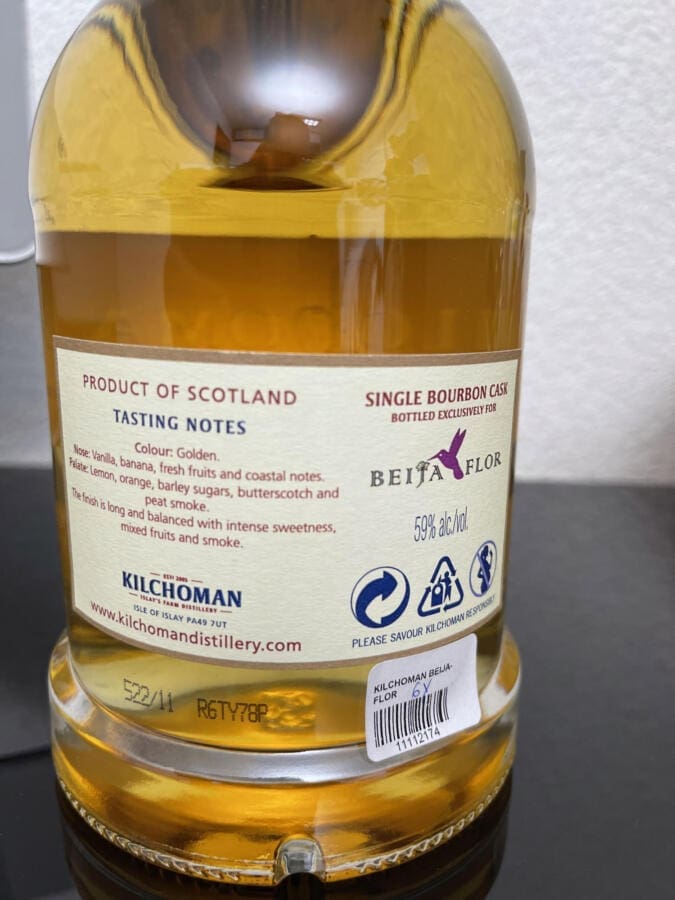 PRODUCT OF SCOTLAND
TASTING NOTES
Colour: Golden.
Nose: Vanilla, banana, fresh fruits and coastal notes.
Palate: Lemon, orange, barley sugars, butterscotch and
peat smoke.
The finish is long and balanced with intense sweetness,
mixed fruits and smoke.
ESTD 2005
KILCHOMAN
ISLAY'S FARM DISTILLERY
ISLE OF ISLAY PA49 7UT
www.kilchomandistillery.com
SINGLE BOURBON CASK
BOTTLED EXCLUSIVELY FOR
BEIJA FLOR
59% alc./vol.
PLEASE SAVOUR KILCHOMAN RESPONSIBLY
522/11 R6TY78P
KILCHOMAN BEIJA-
FLOR 6Y
11112174